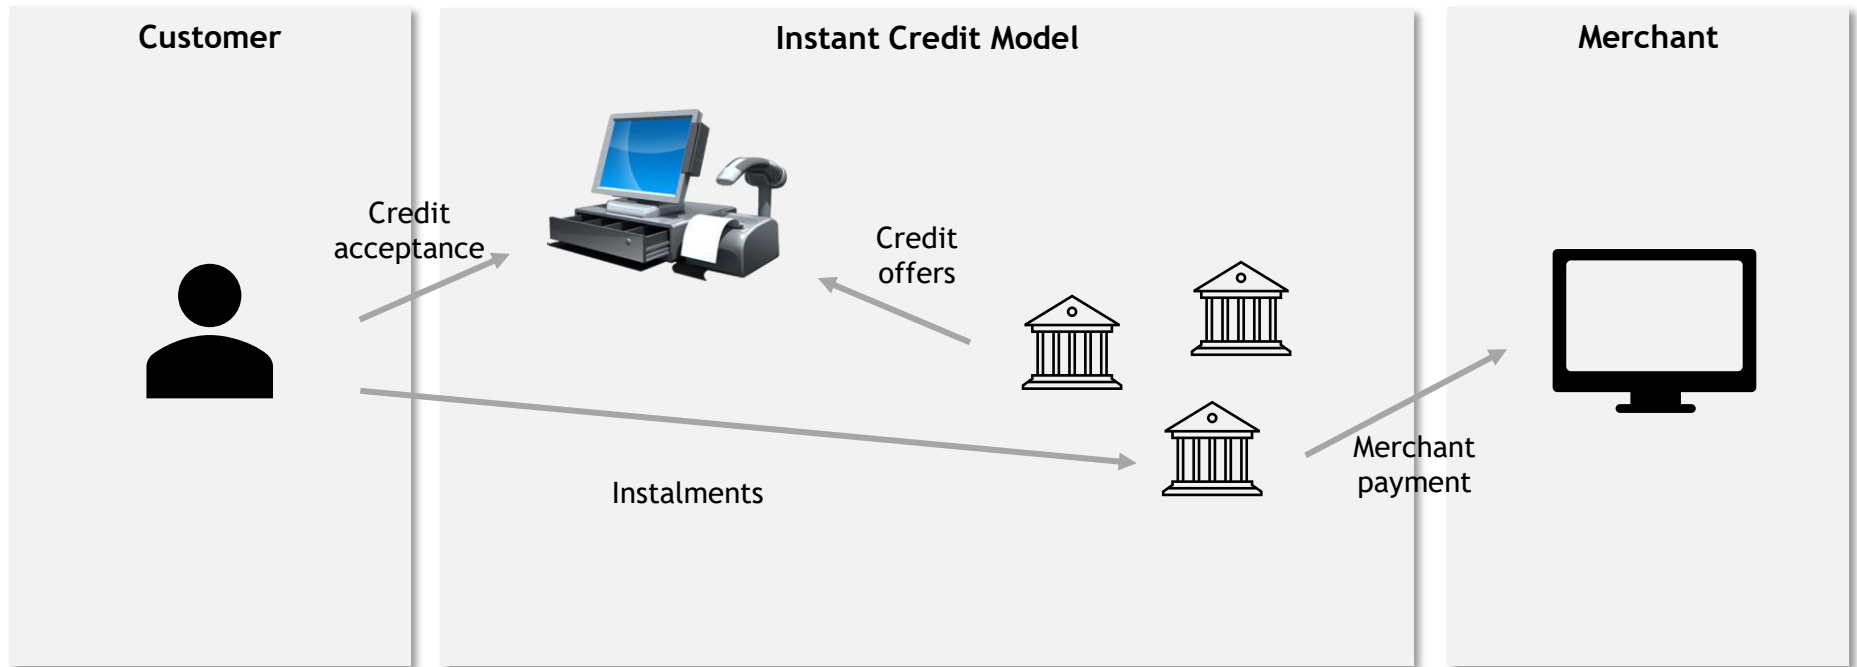 Customer
Instant Credit Model
Merchant
Credit
acceptance
Credit
offers
Instalments
Merchant
payment